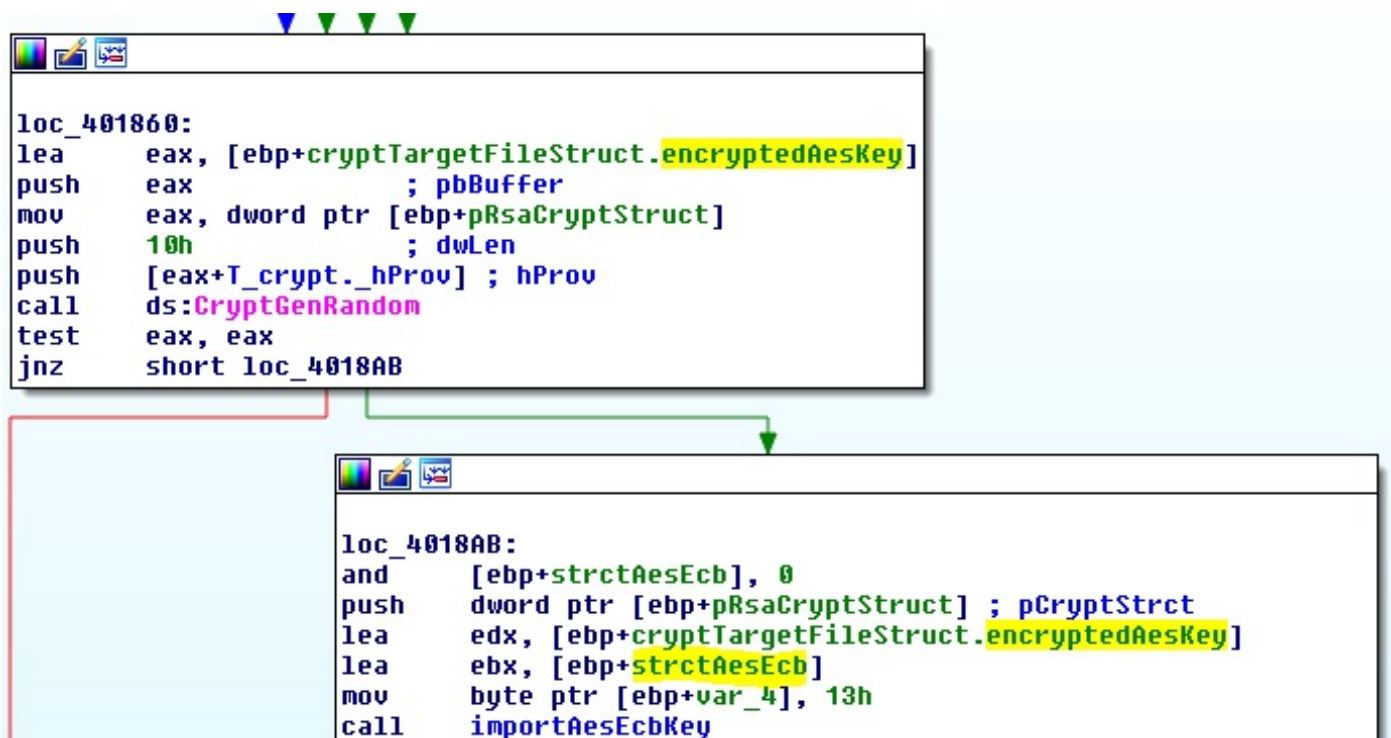 loc_401860:
lea eax, [ebp+cryptTargetFileStruct.encryptedAesKey]
push eax ; pbBuffer
mov eax, dword ptr [ebp+pRsaCryptStruct]
push 10h ; dwLen
push [eax+T_crypt._hProv] ; hProv
call ds:CryptGenRandom
test eax, eax
jnz short loc_4018AB
loc_4018AB:
and [ebp+strctAesEcb], 0
push dword ptr [ebp+pRsaCryptStruct] ; pCryptStrct
lea edx, [ebp+cryptTargetFileStruct.encryptedAesKey]
lea ebx, [ebp+strctAesEcb]
mov byte ptr [ebp+var_4], 13h
call importAesEcbKey